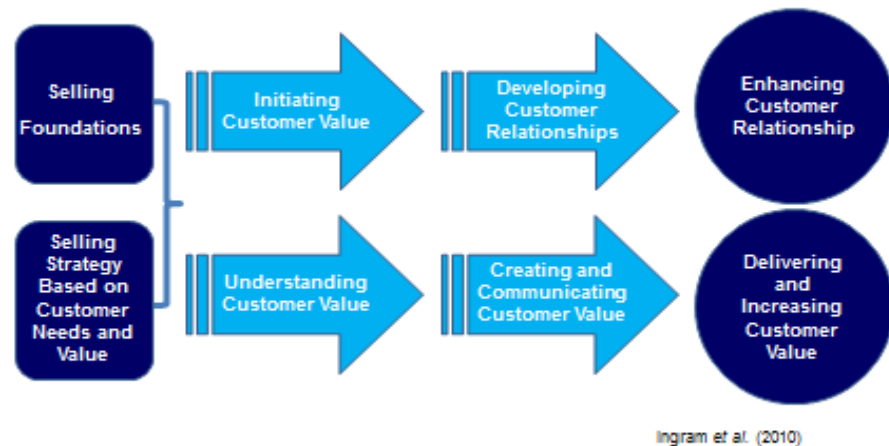 Selling
Foundations
Initiating
Customer Value
Developing
Customer
Relationships
Enhancing
Customer
Relationship
Selling
Strategy
Based on
Customer
Needs and
Value
Understanding
Customer Value
Creating and
Communicating
Customer Value
Delivering
and
Increasing
Customer
Value
Ingram et al. (2010)